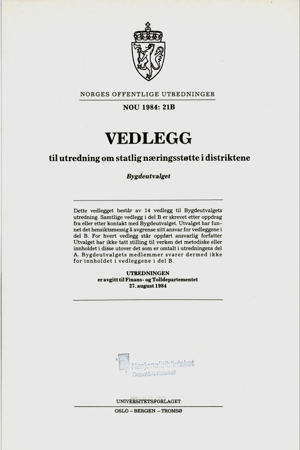 NORGES OFFENTLIGE UTREDNINGER
NOU 1984: 21B
VEDLEGG
til utredning om statlig næringsstøtte i distriktene
Bygdeutvalget
Dette vedlegget består av 14 vedlegg til Bygdeutvalgets
utredning. Samtlige vedlegg i del B er skrevet etter oppdrag
fra eller etter kontakt med Bygdeutvalget. Utvalget har fun-
net det hensiktsmessig å avgrense sitt ansvar for vedleggene i
del B. For hvert vedlegg står oppført ansvarlig forfatter
Utvalget har ikke tatt stilling til verken det metodiske eller
innholdet i disse utover det som er omtalt i utredningens del
A. Bygdeutvalgets medlemmer svarer dermed ikke
for innholdet i vedleggene i del B.
UTREDNINGEN
er avgitt til Finans- og Tolldepartementet
27. august 1984
UNIVERSITETSFORLAGET
OSLO – BERGEN – TROMSØ